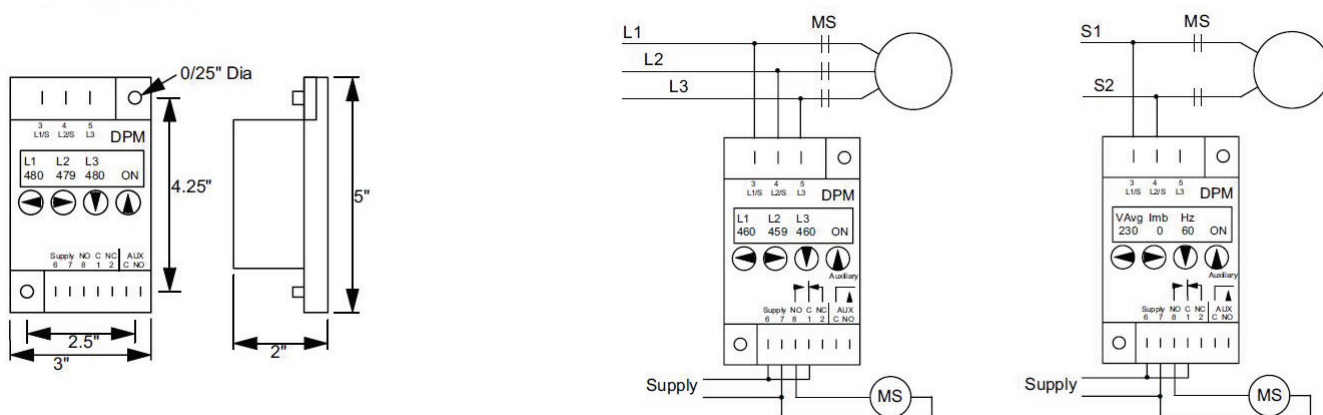 0/25" Dia
3 4 5
L1/S L2/S L3
DPM
L1 L2 L3
480 479 480 ON
4.25"
5"
Supply NO C NC AUX
6 7 8 1 2 C NO
2.5"
3"
2"
MS
L1
L2
L3
3 4 5
L1/S L2/S L3
DPM
L1 L2 L3
460 459 460 ON
Auxiliary
Supply NO C NC AUX
6 7 8 1 2 C NO
Supply
MS
MS
S1
S2
3 4 5
L1/S L2/S L3
DPM
VAvg Imb Hz
230 0 60 ON
Auxiliary
Supply NO C NC AUX
6 7 8 1 2 C NO
Supply
MS